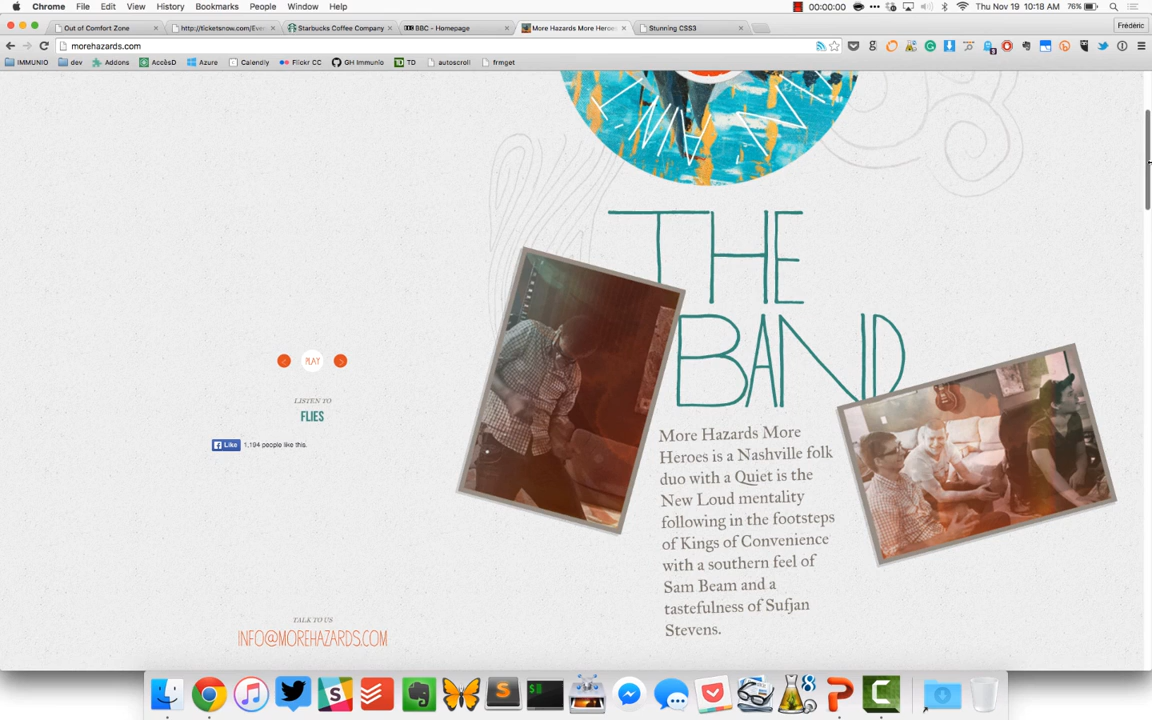 Chrome File Edit View History Bookmarks People Window Help 00:00:00 Thu Nov 19 10:18 AM 76%
Out of Comfort Zone http://ticketsnow.com/Even Starbucks Coffee Company BBC - Homepage More Hazards More Heroes Stunning CSS3 Frédéric
morehazards.com
IMMUNIO dev Addons AccèsD Azure Calendly Flickr CC GH Immunio TD autoscroll frmget
THE
BAND
PLAY
LISTEN TO
FLIES
Like 1,194 people like this.
More Hazards More
Heroes is a Nashville folk
duo with a Quiet is the
New Loud mentality
following in the footsteps
of Kings of Convenience
with a southern feel of
Sam Beam and a
tastefulness of Sufjan
Stevens.
TALK TO US
INFO@MOREHAZARDS.COM